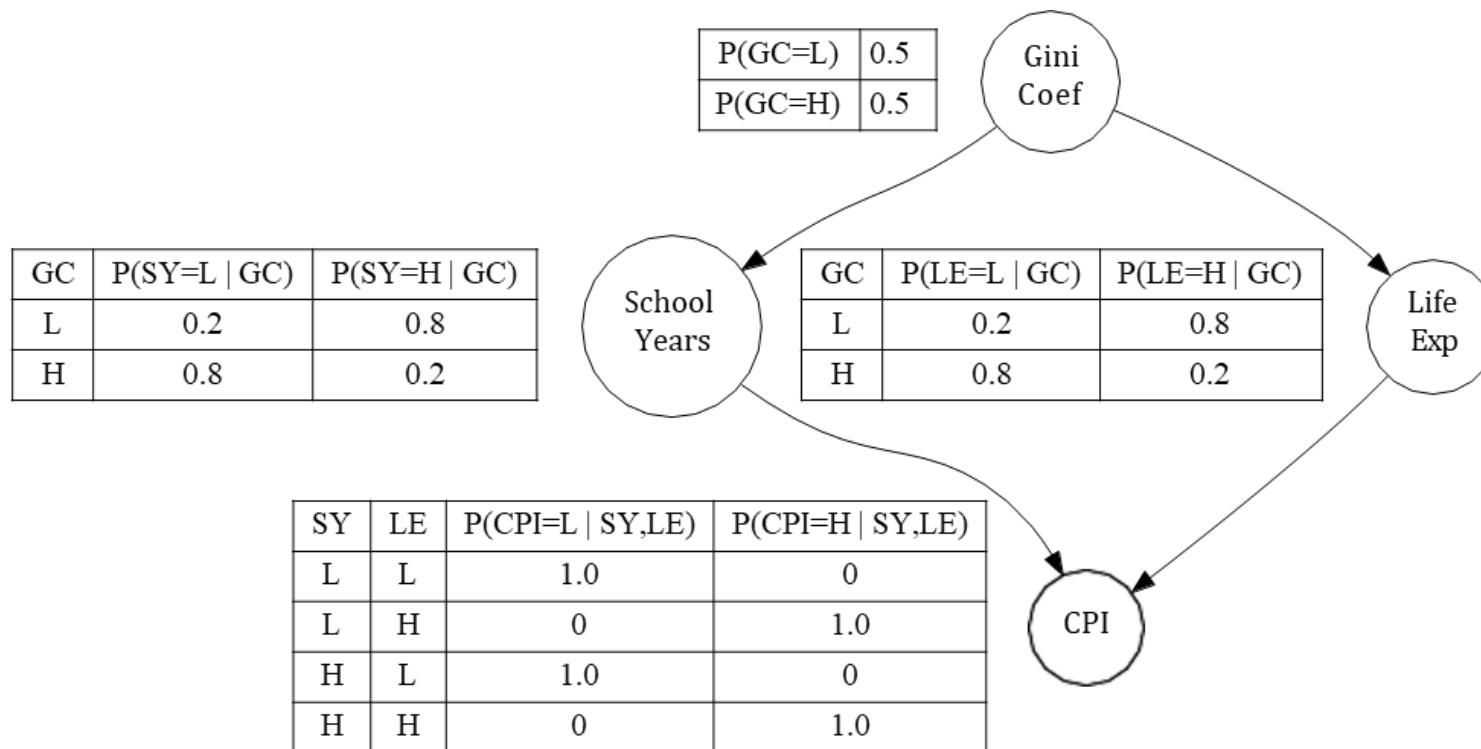 P(GC=L) 0.5
P(GC=H) 0.5
Gini
Coef
GC P(SY=L | GC) P(SY=H | GC)
L 0.2 0.8
H 0.8 0.2
School
Years
GC P(LE=L | GC) P(LE=H | GC)
L 0.2 0.8
H 0.8 0.2
Life
Exp
SY LE P(CPI=L | SY,LE) P(CPI=H | SY,LE)
L L 1.0 0
L H 0 1.0
H L 1.0 0
H H 0 1.0
CPI